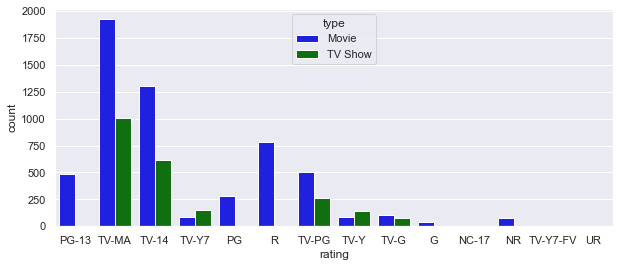 type
Movie
TV Show
2000
1750
1500
1250
1000
750
500
250
0
count
PG-13 TV-MA TV-14 TV-Y7 PG R TV-PG TV-Y TV-G G NC-17 NR TV-Y7-FV UR
rating